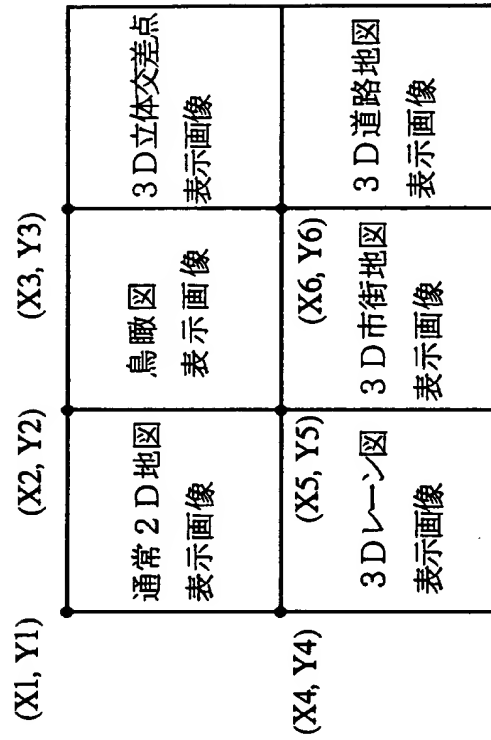 (X1, Y1)
(X2, Y2)
(X3, Y3)
通常2D地図
表示画像
鳥瞰図
表示画像
3D立体交差点
表示画像
(X4, Y4)
(X5, Y5)
(X6, Y6)
3Dレーン図
表示画像
3D市街地図
表示画像
3D道路地図
表示画像